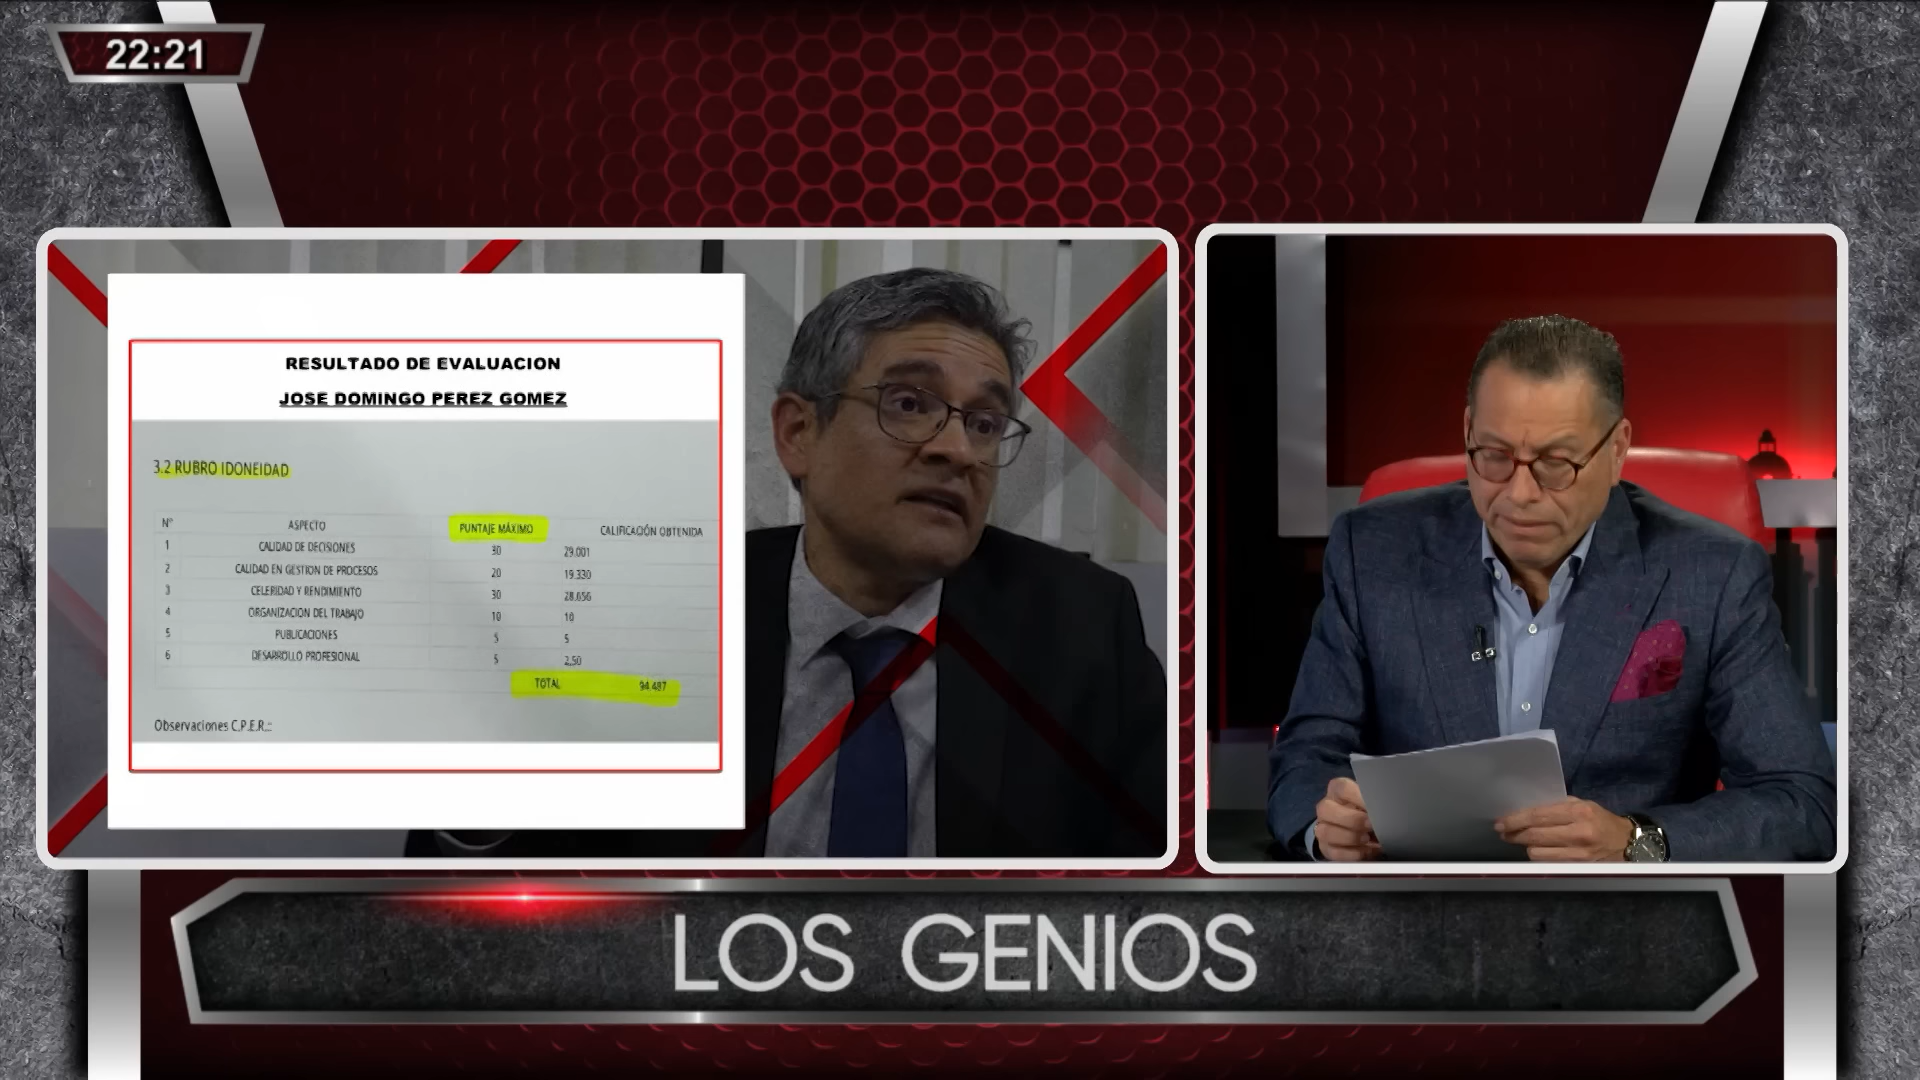 22:21
RESULTADO DE EVALUACION
JOSE DOMINGO PEREZ GOMEZ
3.2 RUBRO IDONEIDAD
N° ASPECTO PUNTAJE MÁXIMO CALIFICACIÓN OBTENIDA
1 CALIDAD DE DECISIONES 30 29.001
2 CALIDAD EN GESTION DE PROCESOS 20 19.330
3 CELERIDAD Y RENDIMIENTO 30 28.656
4 ORGANIZACION DEL TRABAJO 10 10
5 PUBLICACIONES 5 5
6 DESARROLLO PROFESIONAL 5 2,50
TOTAL 94.487
Observaciones C.P.E.R.:
LOS GENIOS